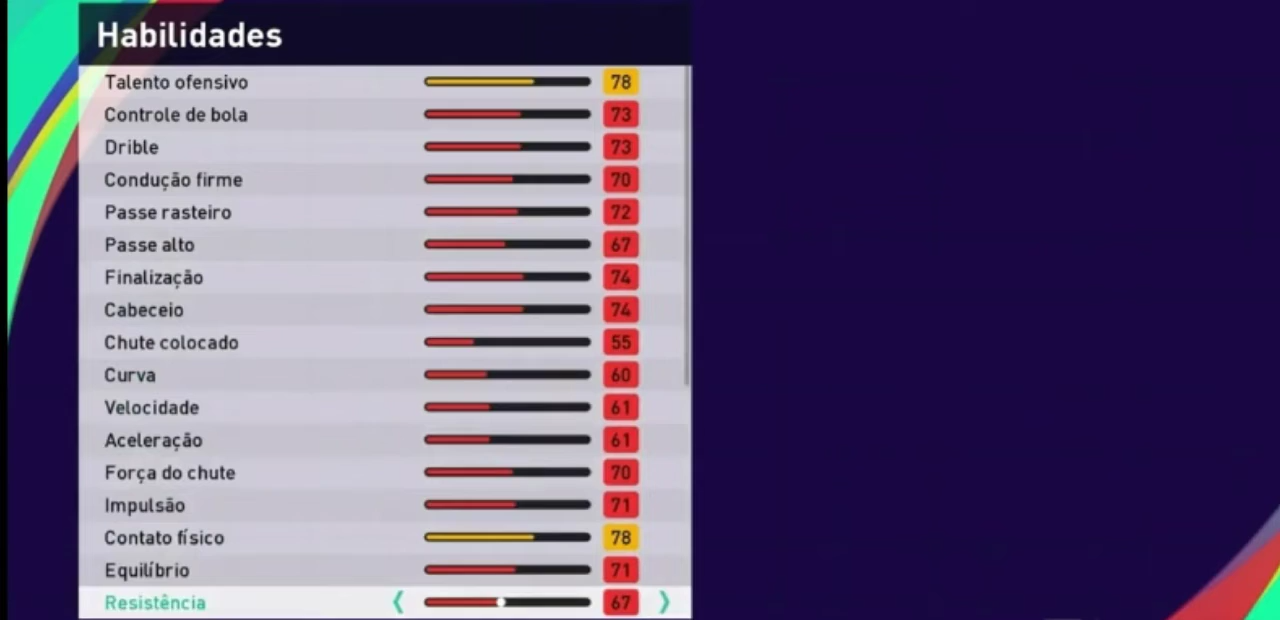 Habilidades
Talento ofensivo 78
Controle de bola 73
Drible 73
Condução firme 70
Passe rasteiro 72
Passe alto 67
Finalização 74
Cabeceio 74
Chute colocado 55
Curva 60
Velocidade 61
Aceleração 61
Força do chute 70
Impulsão 71
Contato físico 78
Equilíbrio 71
Resistência 67